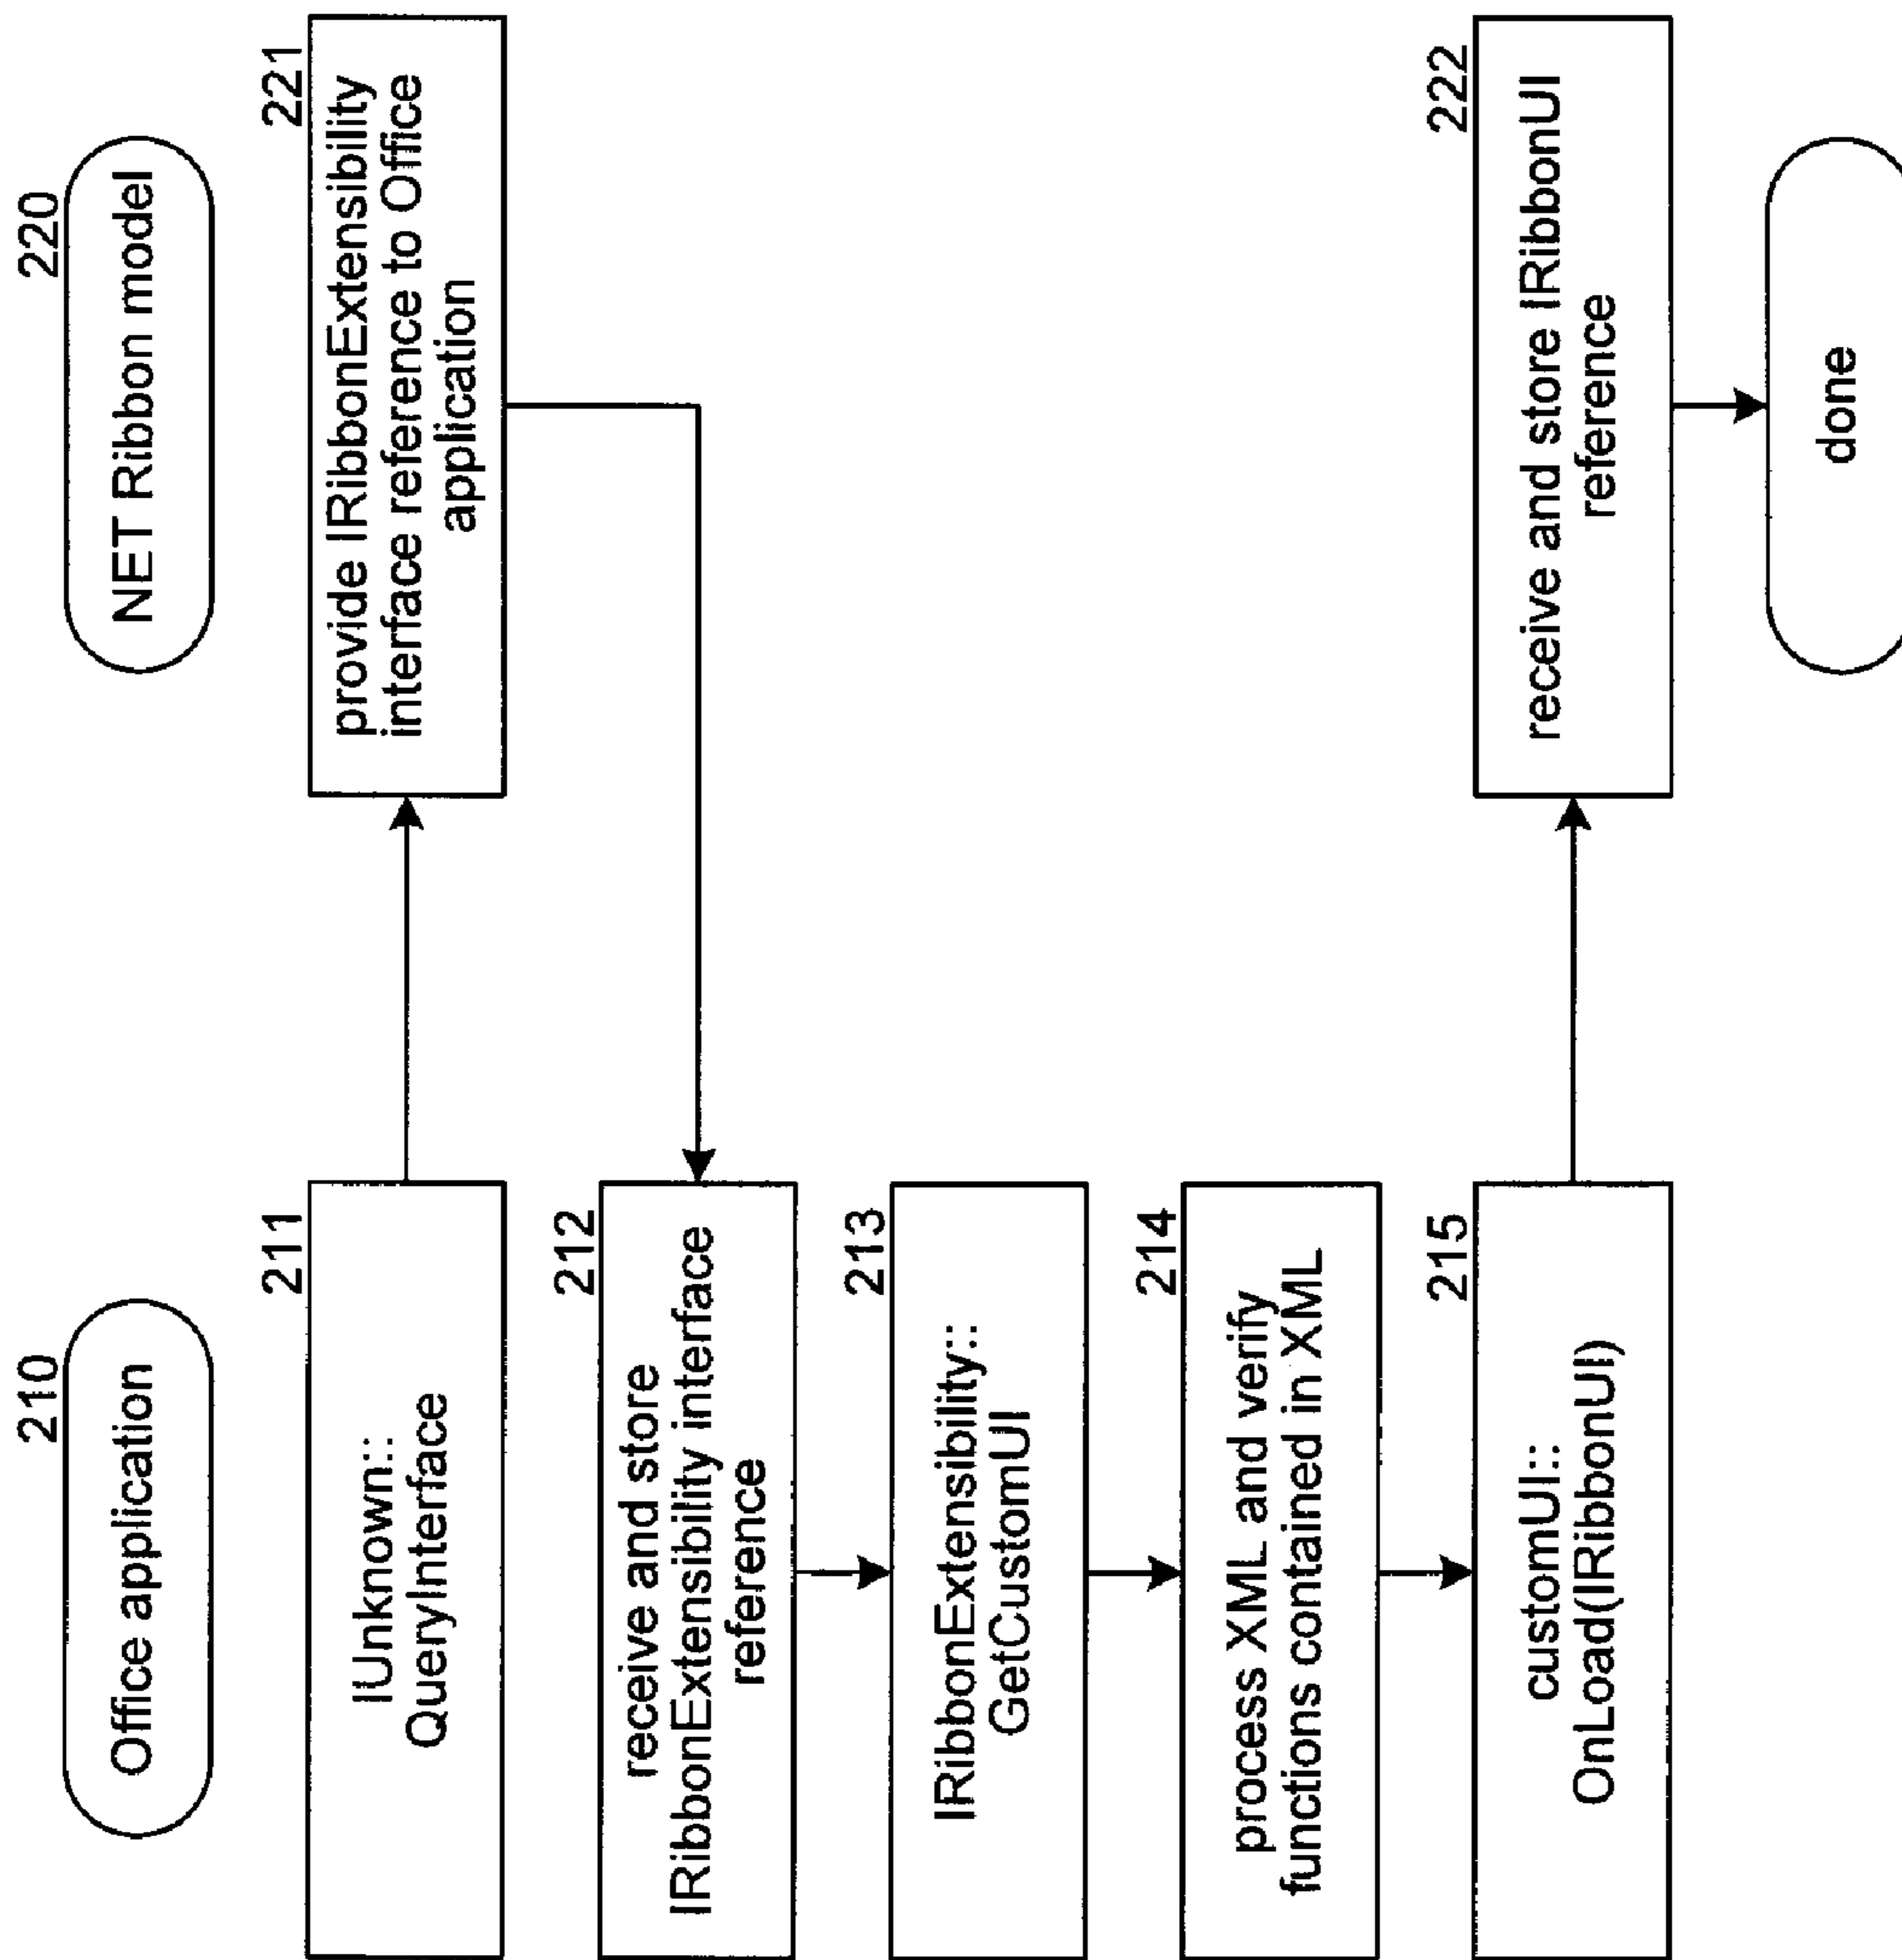 210
Office application
220
NET Ribbon model
211
IUnknown::
QueryInterface
221
provide IRibbonExtensibility
interface reference to Office
application
212
receive and store
IRibbonExtensibility interface
reference
213
IRibbonExtensibility::
GetCustomUI
214
process XML and verify
functions contained in XML
215
customUI::
OnLoad(IRibbonUI)
222
receive and store IRibbonUI
reference
done